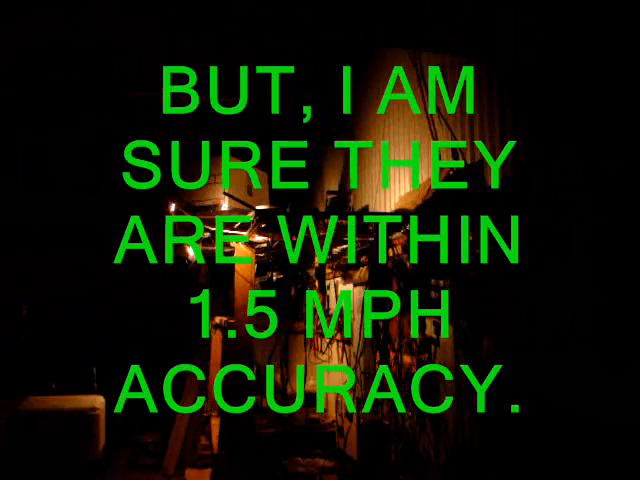 BUT, I AM
SURE THEY
ARE WITHIN
1.5 MPH
ACCURACY.